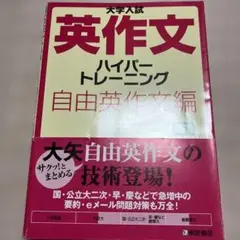 大学入試
英作文
ハイパー
トレーニング
自由英作文編
大矢自由英作文の
サクッ!と
まとめる
技術登場!
国・公立大二次・早・慶などで急増中の
要約・eメール問題対策も万全!